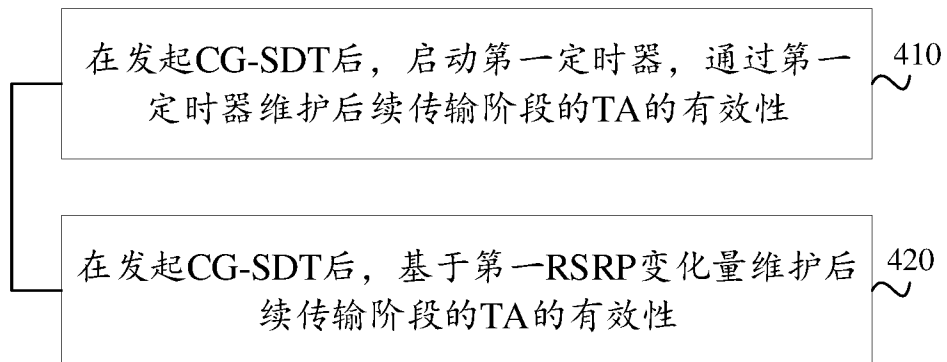 在发起CG-SDT后，启动第一定时器，通过第一
定时器维护后续传输阶段的TA的有效性
410
在发起CG-SDT后，基于第一RSRP变化量维护后
续传输阶段的TA的有效性
420